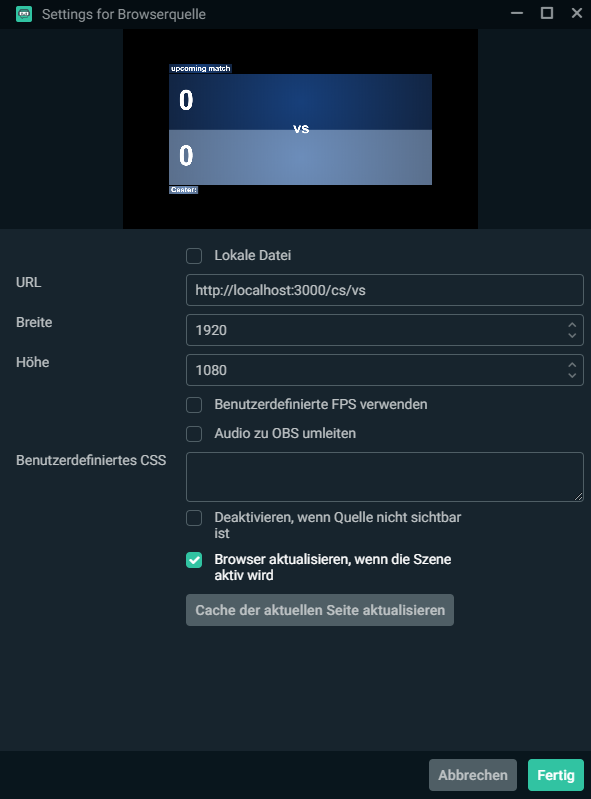 Settings for Browserquelle
upcoming match
0
vs
0
Caster:
Lokale Datei
URL
http://localhost:3000/cs/vs
Breite
1920
Höhe
1080
Benutzerdefinierte FPS verwenden
Audio zu OBS umleiten
Benutzerdefiniertes CSS
Deaktivieren, wenn Quelle nicht sichtbar
ist
Browser aktualisieren, wenn die Szene
aktiv wird
Cache der aktuellen Seite aktualisieren
Abbrechen
Fertig